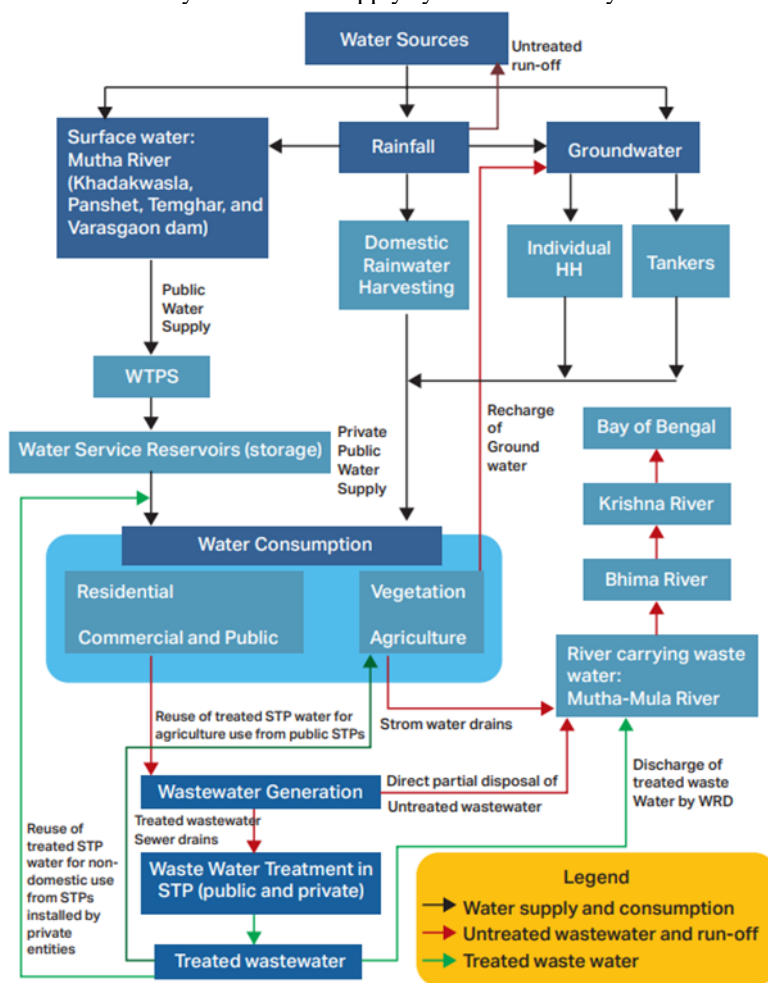 Water Sources
Untreated
run-off
Surface water:
Mutha River
(Khadakwasla,
Panshet, Temghar, and
Varasgaon dam)
Rainfall
Groundwater
Domestic
Rainwater
Harvesting
Individual
HH
Tankers
Public
Water
Supply
WTPS
Water Service Reservoirs (storage)
Private
Public
Water
Supply
Recharge
of
Ground
water
Bay of Bengal
Krishna River
Bhima River
River carrying waste
water:
Mutha-Mula River
Water Consumption
Residential
Commercial and Public
Vegetation
Agriculture
Reuse of treated STP water for
agriculture use from public STPs
Strom water drains
Wastewater Generation
Direct partial disposal of
Untreated wastewater
Discharge of
treated waste
Water by WRD
Treated wastewater
Sewer drains
Reuse of
treated STP
water for non-
domestic use
from STPs
installed by
private
entities
Waste Water Treatment in
STP (public and private)
Treated wastewater
Legend
Water supply and consumption
Untreated wastewater and run-off
Treated waste water